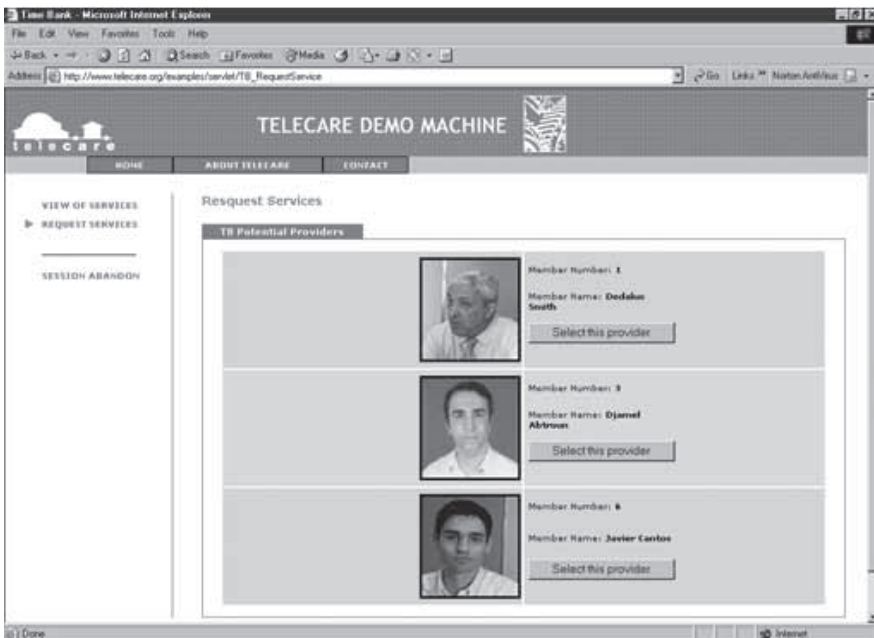 Time Bank - Microsoft Internet Explorer
File Edit View Favorites Tools Help
Back Search Favorites Media
Address http://www.telecare.org/examples/servlet/TB_RequestService Go Links Norton AntiVirus
telecare
TELECARE DEMO MACHINE
HOME ABOUT TELECARE CONTACT
VIEW OF SERVICES
REQUEST SERVICES
SESSION ABANDON
Resquest Services
TB Potential Providers
Member Number: 1
Member Name: Dedalus
Smith
Select this provider
Member Number: 3
Member Name: Djamel
Abtroun
Select this provider
Member Number: 6
Member Name: Javier Cantos
Select this provider
Done Internet